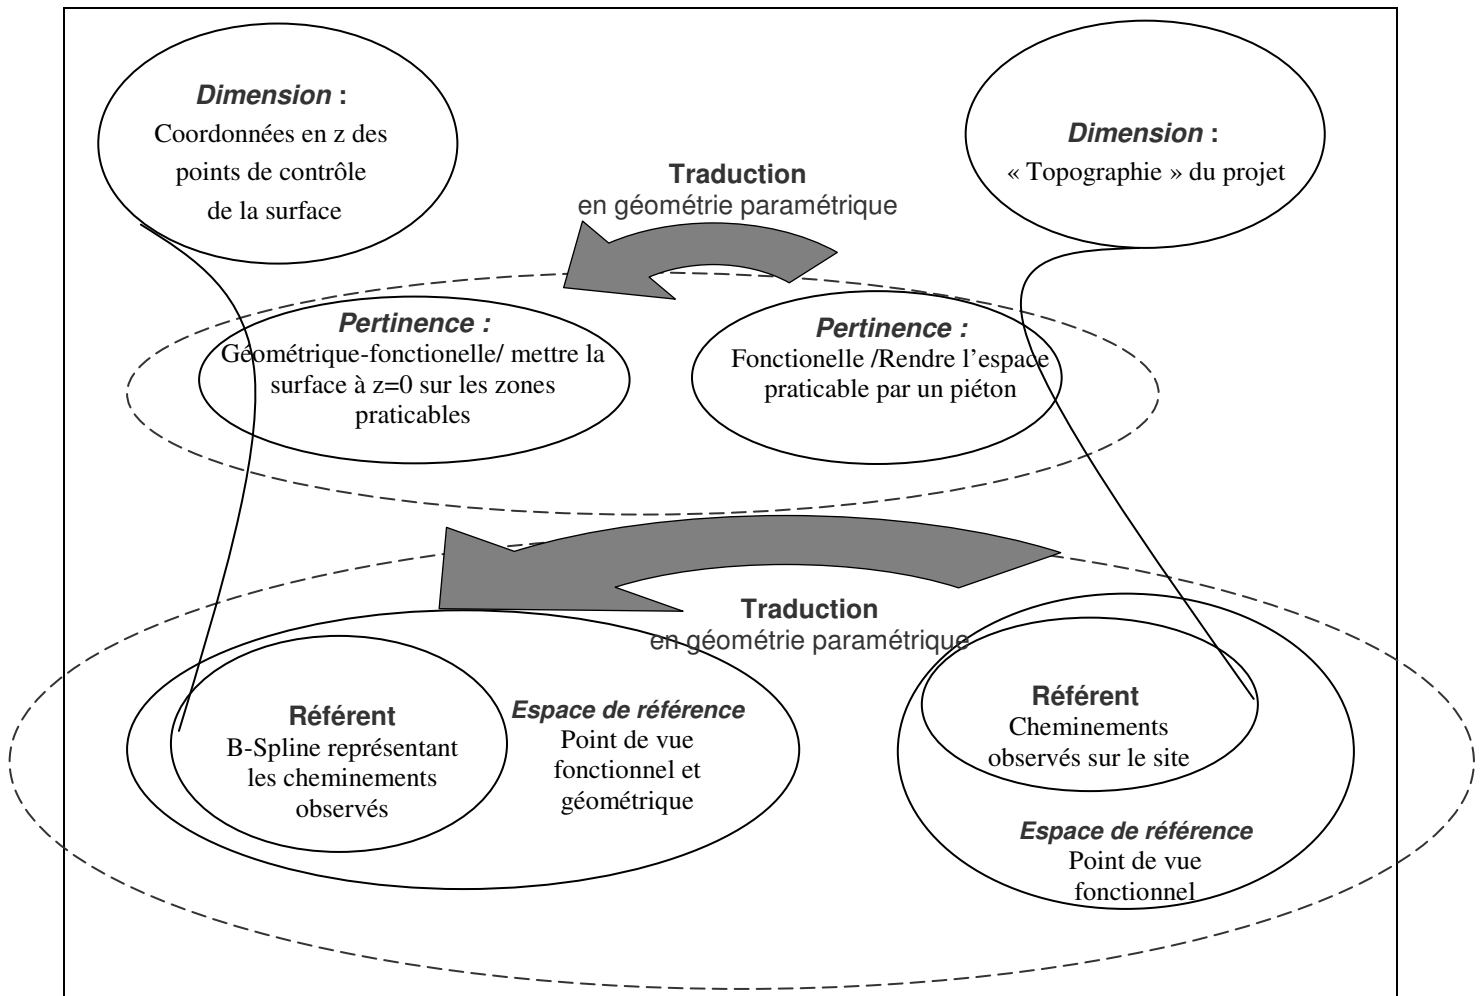 Dimension :
Coordonnées en z des
points de contrôle
de la surface
Dimension :
« Topographie » du projet
Traduction
en géométrie paramétrique
Pertinence :
Géométrique-fonctionelle/ mettre la
surface à z=0 sur les zones
praticables
Pertinence :
Fonctionelle /Rendre l’espace
praticable par un piéton
Traduction
en géométrie paramétrique
Référent
B-Spline représentant
les cheminements
observés
Espace de référence
Point de vue
fonctionnel et
géométrique
Référent
Cheminements
observés sur le site
Espace de référence
Point de vue
fonctionnel